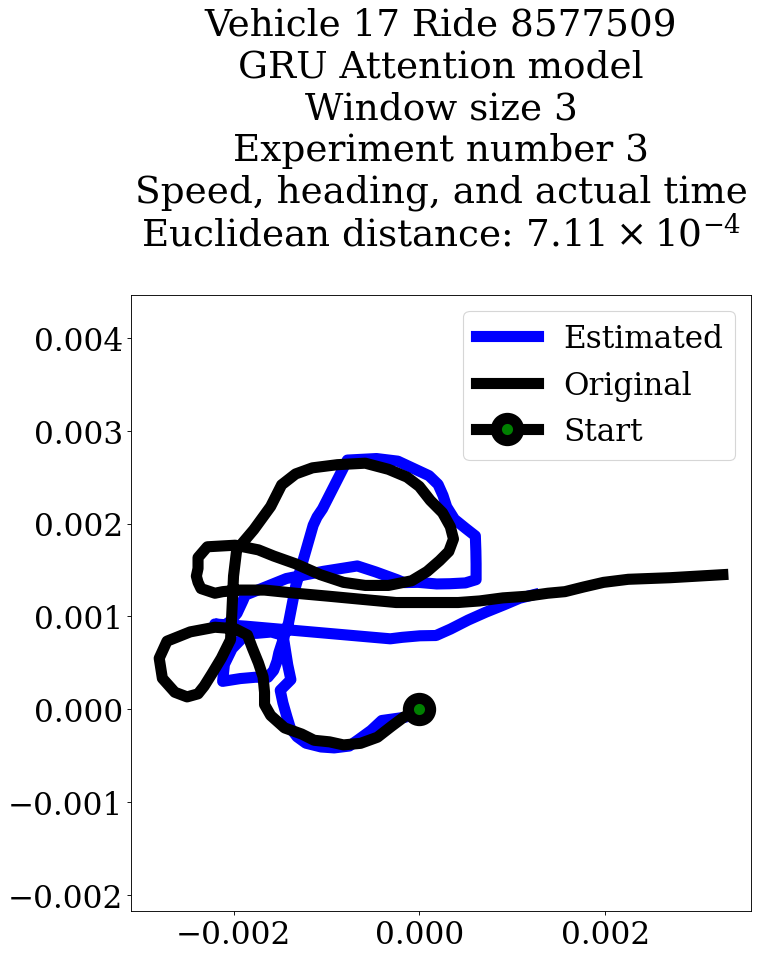 Vehicle 17 Ride 8577509
GRU Attention model
Window size 3
Experiment number 3
Speed, heading, and actual time
Euclidean distance: 7.11 × 10⁻⁴
Estimated
Original
Start
0.004
0.003
0.002
0.001
0.000
−0.001
−0.002
−0.002 0.000 0.002